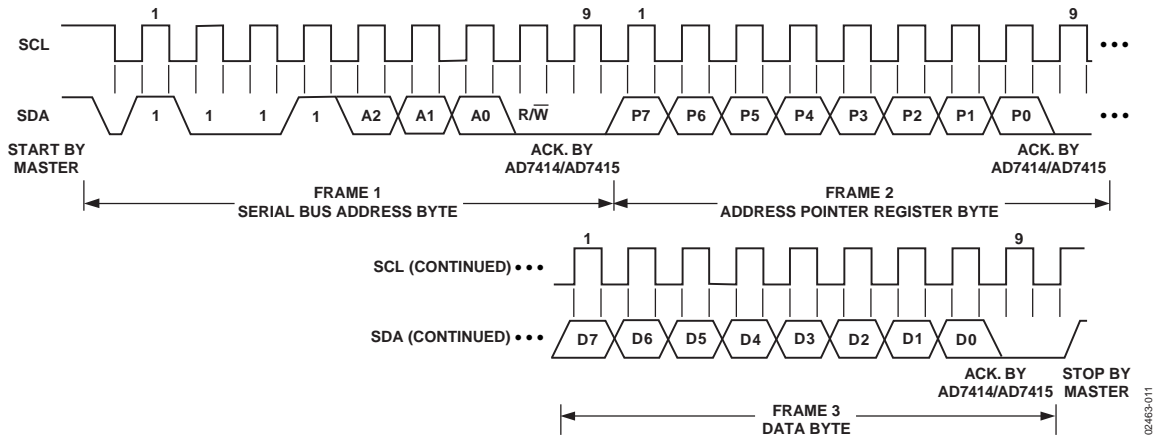 1 9 1 9
SCL
SDA 1 1 1 1 A2 A1 A0 R/W̅ P7 P6 P5 P4 P3 P2 P1 P0
START BY
MASTER
ACK. BY
AD7414/AD7415
ACK. BY
AD7414/AD7415
FRAME 1
SERIAL BUS ADDRESS BYTE
FRAME 2
ADDRESS POINTER REGISTER BYTE
1 9
SCL (CONTINUED)
SDA (CONTINUED) D7 D6 D5 D4 D3 D2 D1 D0
ACK. BY
AD7414/AD7415
STOP BY
MASTER
FRAME 3
DATA BYTE
02463-011